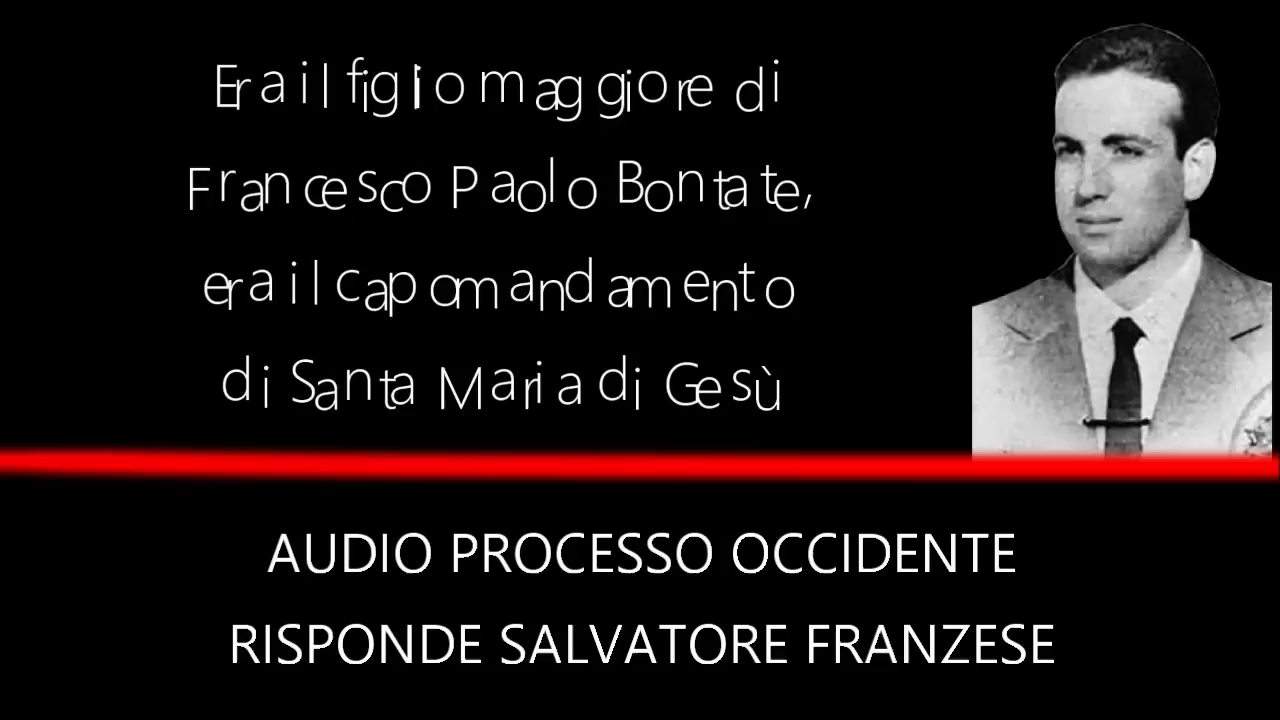 Era il figlio maggiore di
Francesco Paolo Bontate,
era il capomandamento
di Santa Maria di Gesù
AUDIO PROCESSO OCCIDENTE
RISPONDE SALVATORE FRANZESE